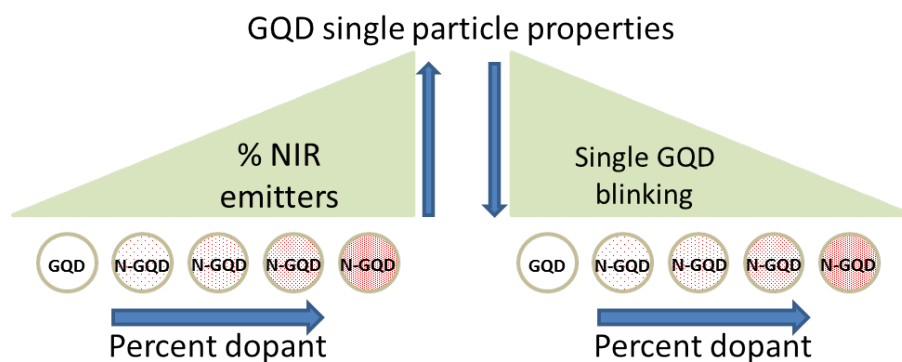 GQD single particle properties
% NIR
emitters
Single GQD
blinking
GQD N-GQD N-GQD N-GQD N-GQD
GQD N-GQD N-GQD N-GQD N-GQD
Percent dopant
Percent dopant